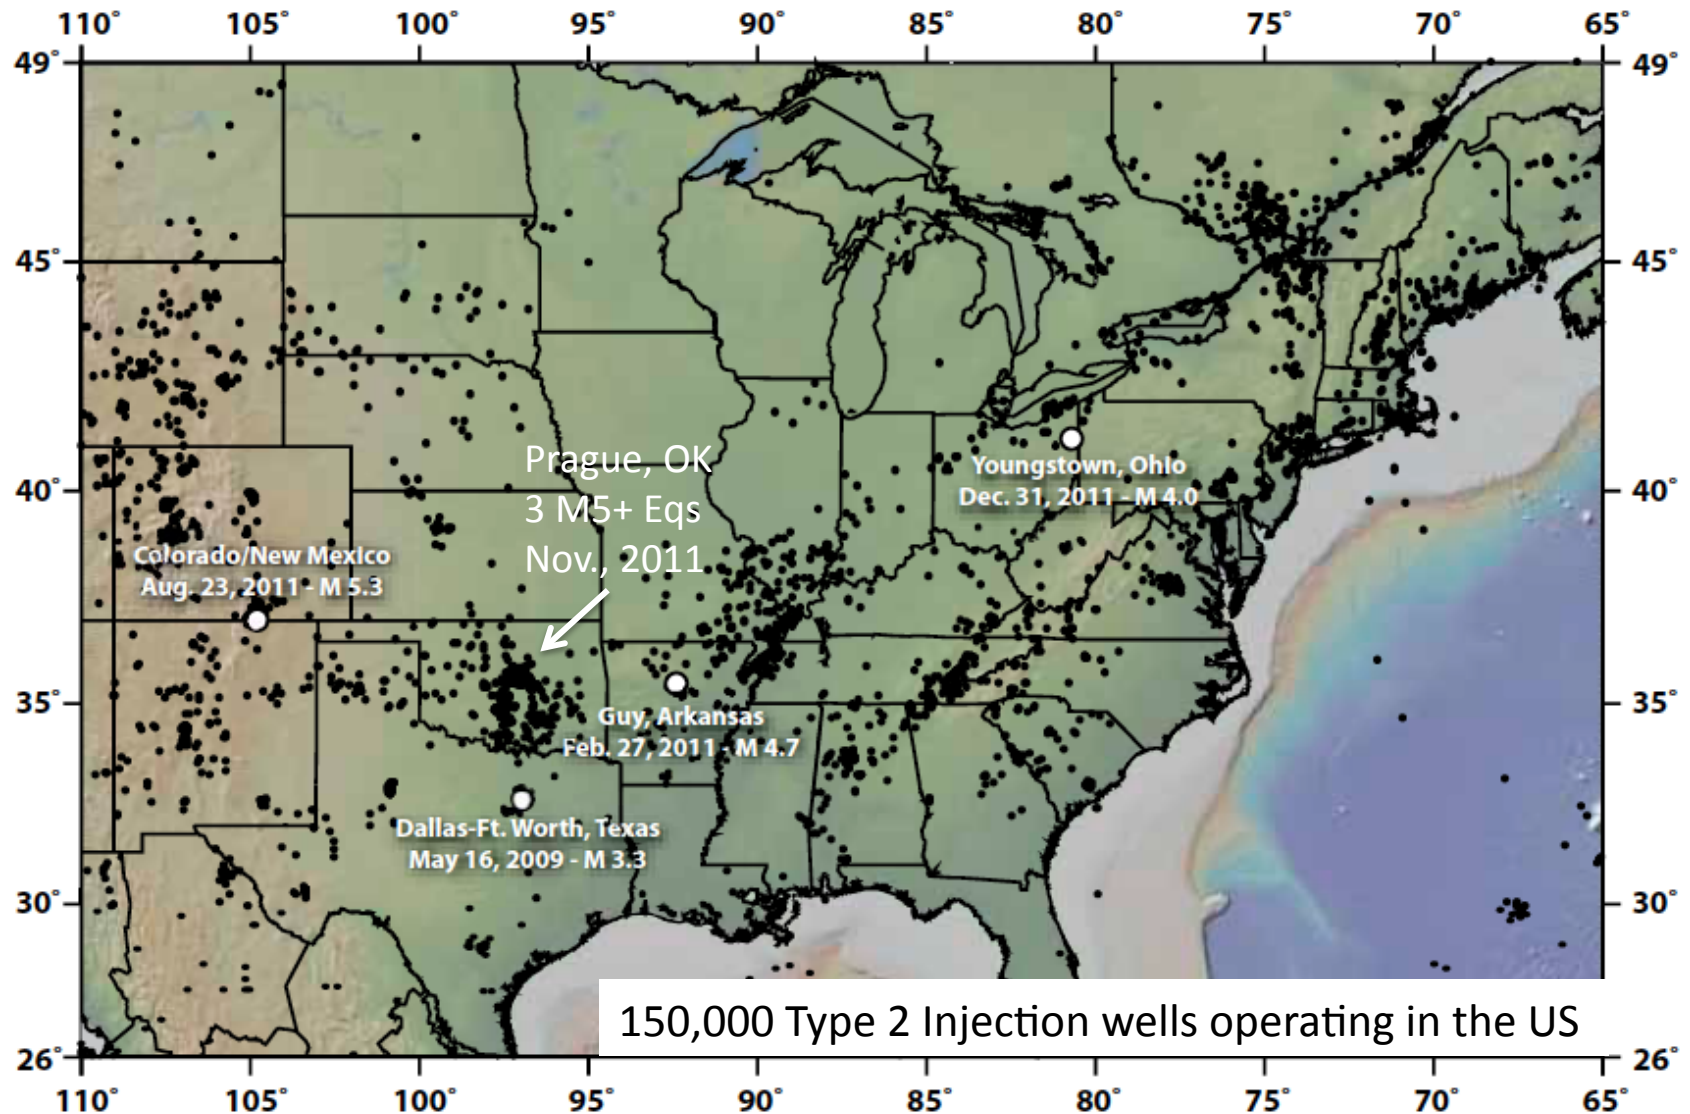 110° 105° 100° 95° 90° 85° 80° 75° 70° 65°
49° 49°
45° 45°
40° 40°
35° 35°
30° 30°
26° 26°
Prague, OK
3 M5+ Eqs
Nov., 2011
Youngstown, Ohio
Dec. 31, 2011 - M 4.0
Colorado/New Mexico
Aug. 23, 2011 - M 5.3
Guy, Arkansas
Feb. 27, 2011 - M 4.7
Dallas-Ft. Worth, Texas
May 16, 2009 - M 3.3
150,000 Type 2 Injection wells operating in the US
110° 105° 100° 95° 90° 85° 80° 75° 70° 65°